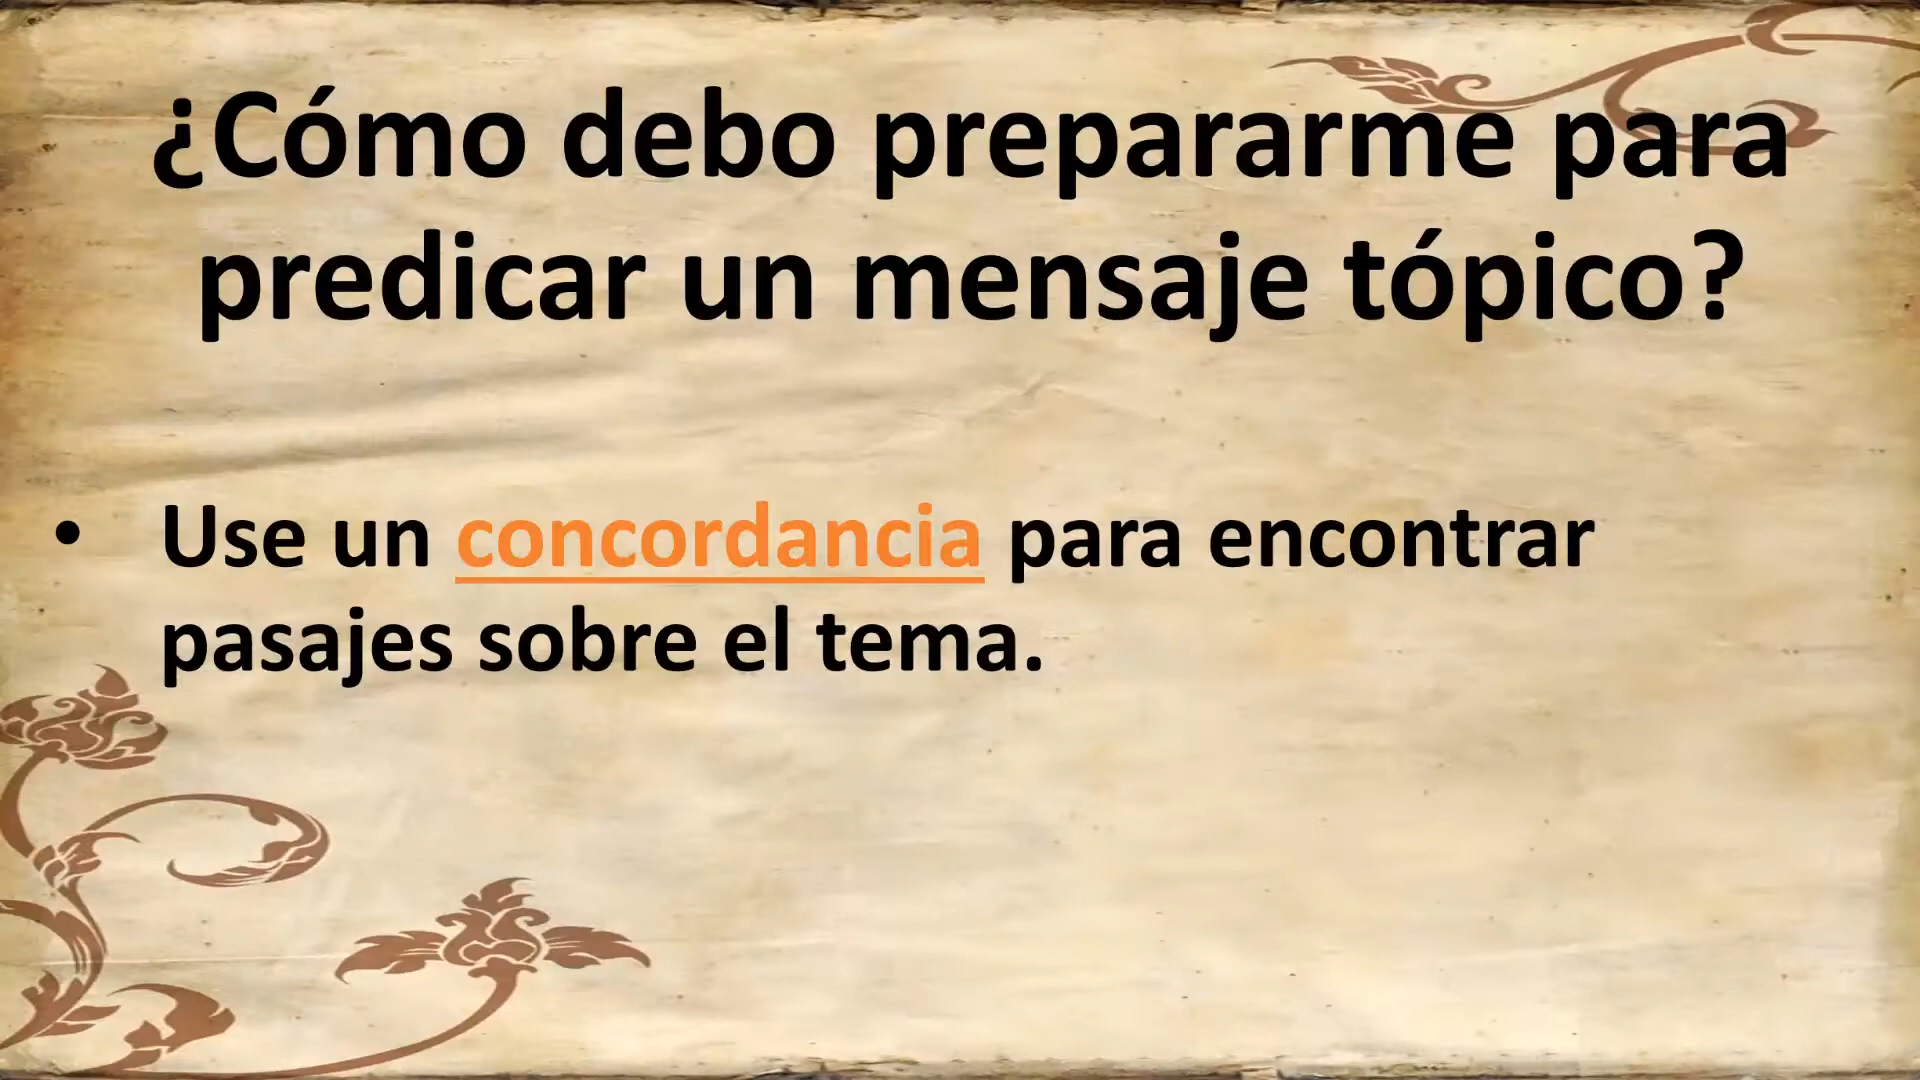 ¿Cómo debo prepararme para
predicar un mensaje tópico?
• Use un concordancia para encontrar
pasajes sobre el tema.